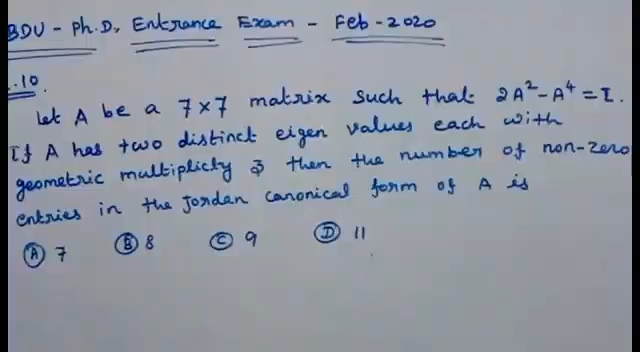 BDU - Ph.D, Entrance Exam - Feb - 2020
.10.
Let A be a 7×7 matrix such that 2A² - A⁴ = I.
If A has two distinct eigen values each with
geometric multiplicty 3 then the number of non-zero
entries in the Jordan canonical form of A is
(A) 7 (B) 8 (C) 9 (D) 11